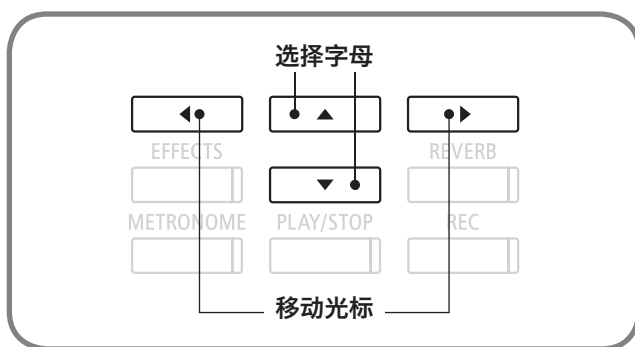 选择字母
EFFECTS
REVERB
METRONOME
PLAY/STOP
REC
移动光标